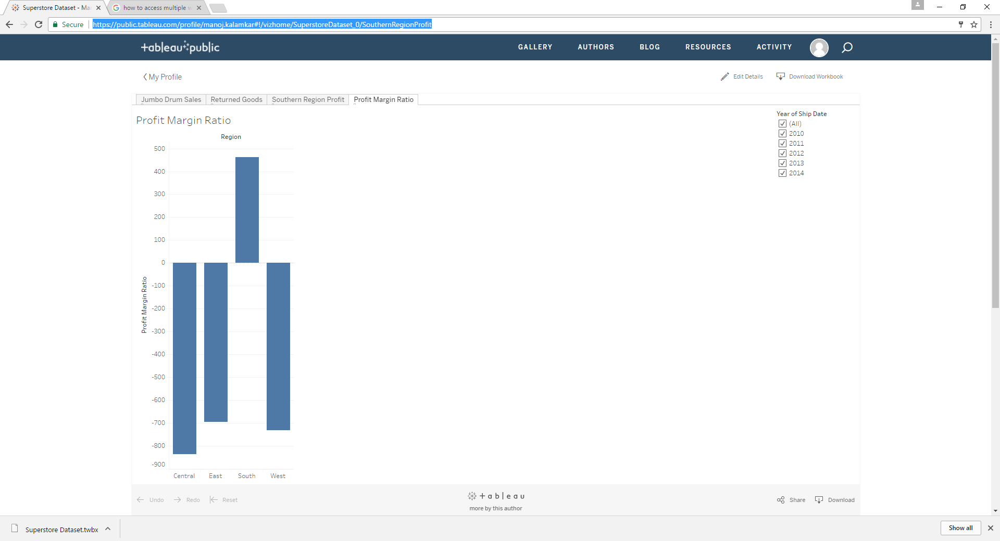 Superstore Dataset - Ma
how to access multiple w
Secure
https://public.tableau.com/profile/manoj.kalamkar#!/vizhome/SuperstoreDataset_0/SouthernRegionProfit
+ableau public
GALLERY AUTHORS BLOG RESOURCES ACTIVITY
My Profile
Edit Details
Download Workbook
Jumbo Drum Sales Returned Goods Southern Region Profit Profit Margin Ratio
Profit Margin Ratio
Year of Ship Date
(All)
2010
2011
2012
2013
2014
Region
500
400
300
200
100
0
-100
-200
-300
-400
-500
-600
-700
-800
-900
Profit Margin Ratio
Central East South West
Undo Redo Reset
+ableau
more by this author
Share Download
Superstore Dataset.twbx
Show all